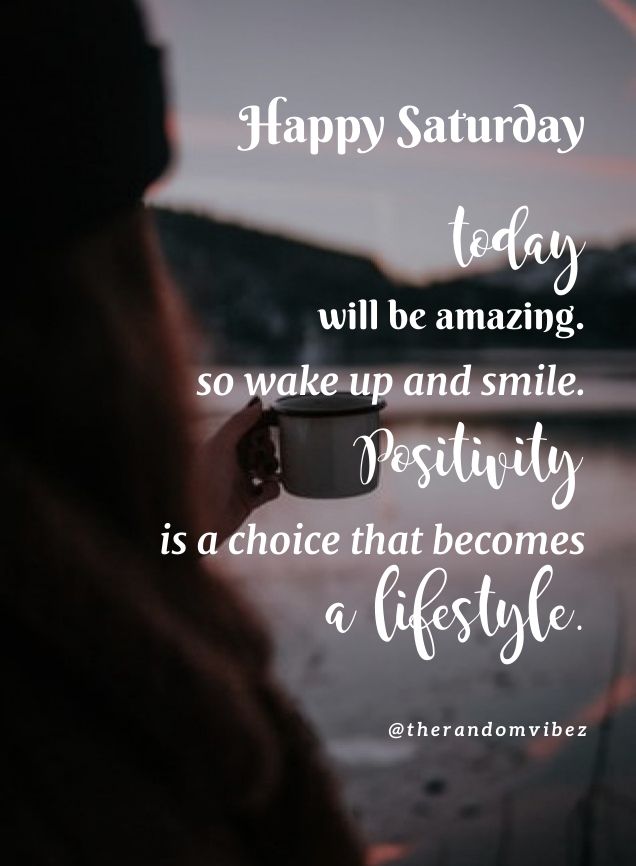 Happy Saturday
today
will be amazing.
so wake up and smile.
Positivity
is a choice that becomes
a lifestyle.
@therandomvibez